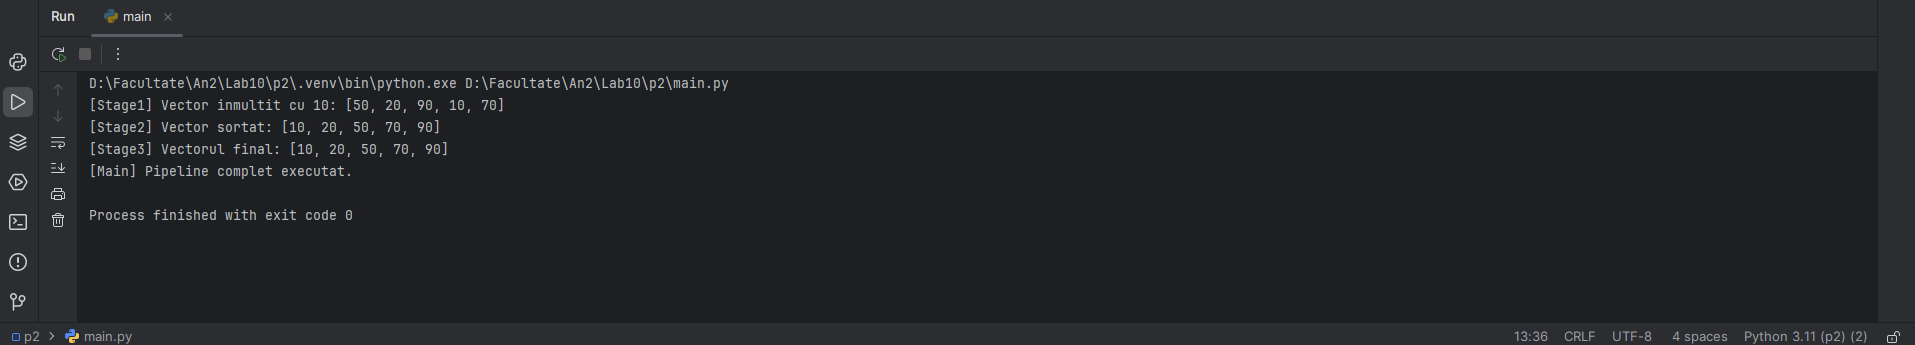 Run main
D:\Facultate\An2\Lab10\p2\.venv\bin\python.exe D:\Facultate\An2\Lab10\p2\main.py
[Stage1] Vector inmultit cu 10: [50, 20, 90, 10, 70]
[Stage2] Vector sortat: [10, 20, 50, 70, 90]
[Stage3] Vectorul final: [10, 20, 50, 70, 90]
[Main] Pipeline complet executat.
Process finished with exit code 0
p2 > main.py 13:36 CRLF UTF-8 4 spaces Python 3.11 (p2) (2)